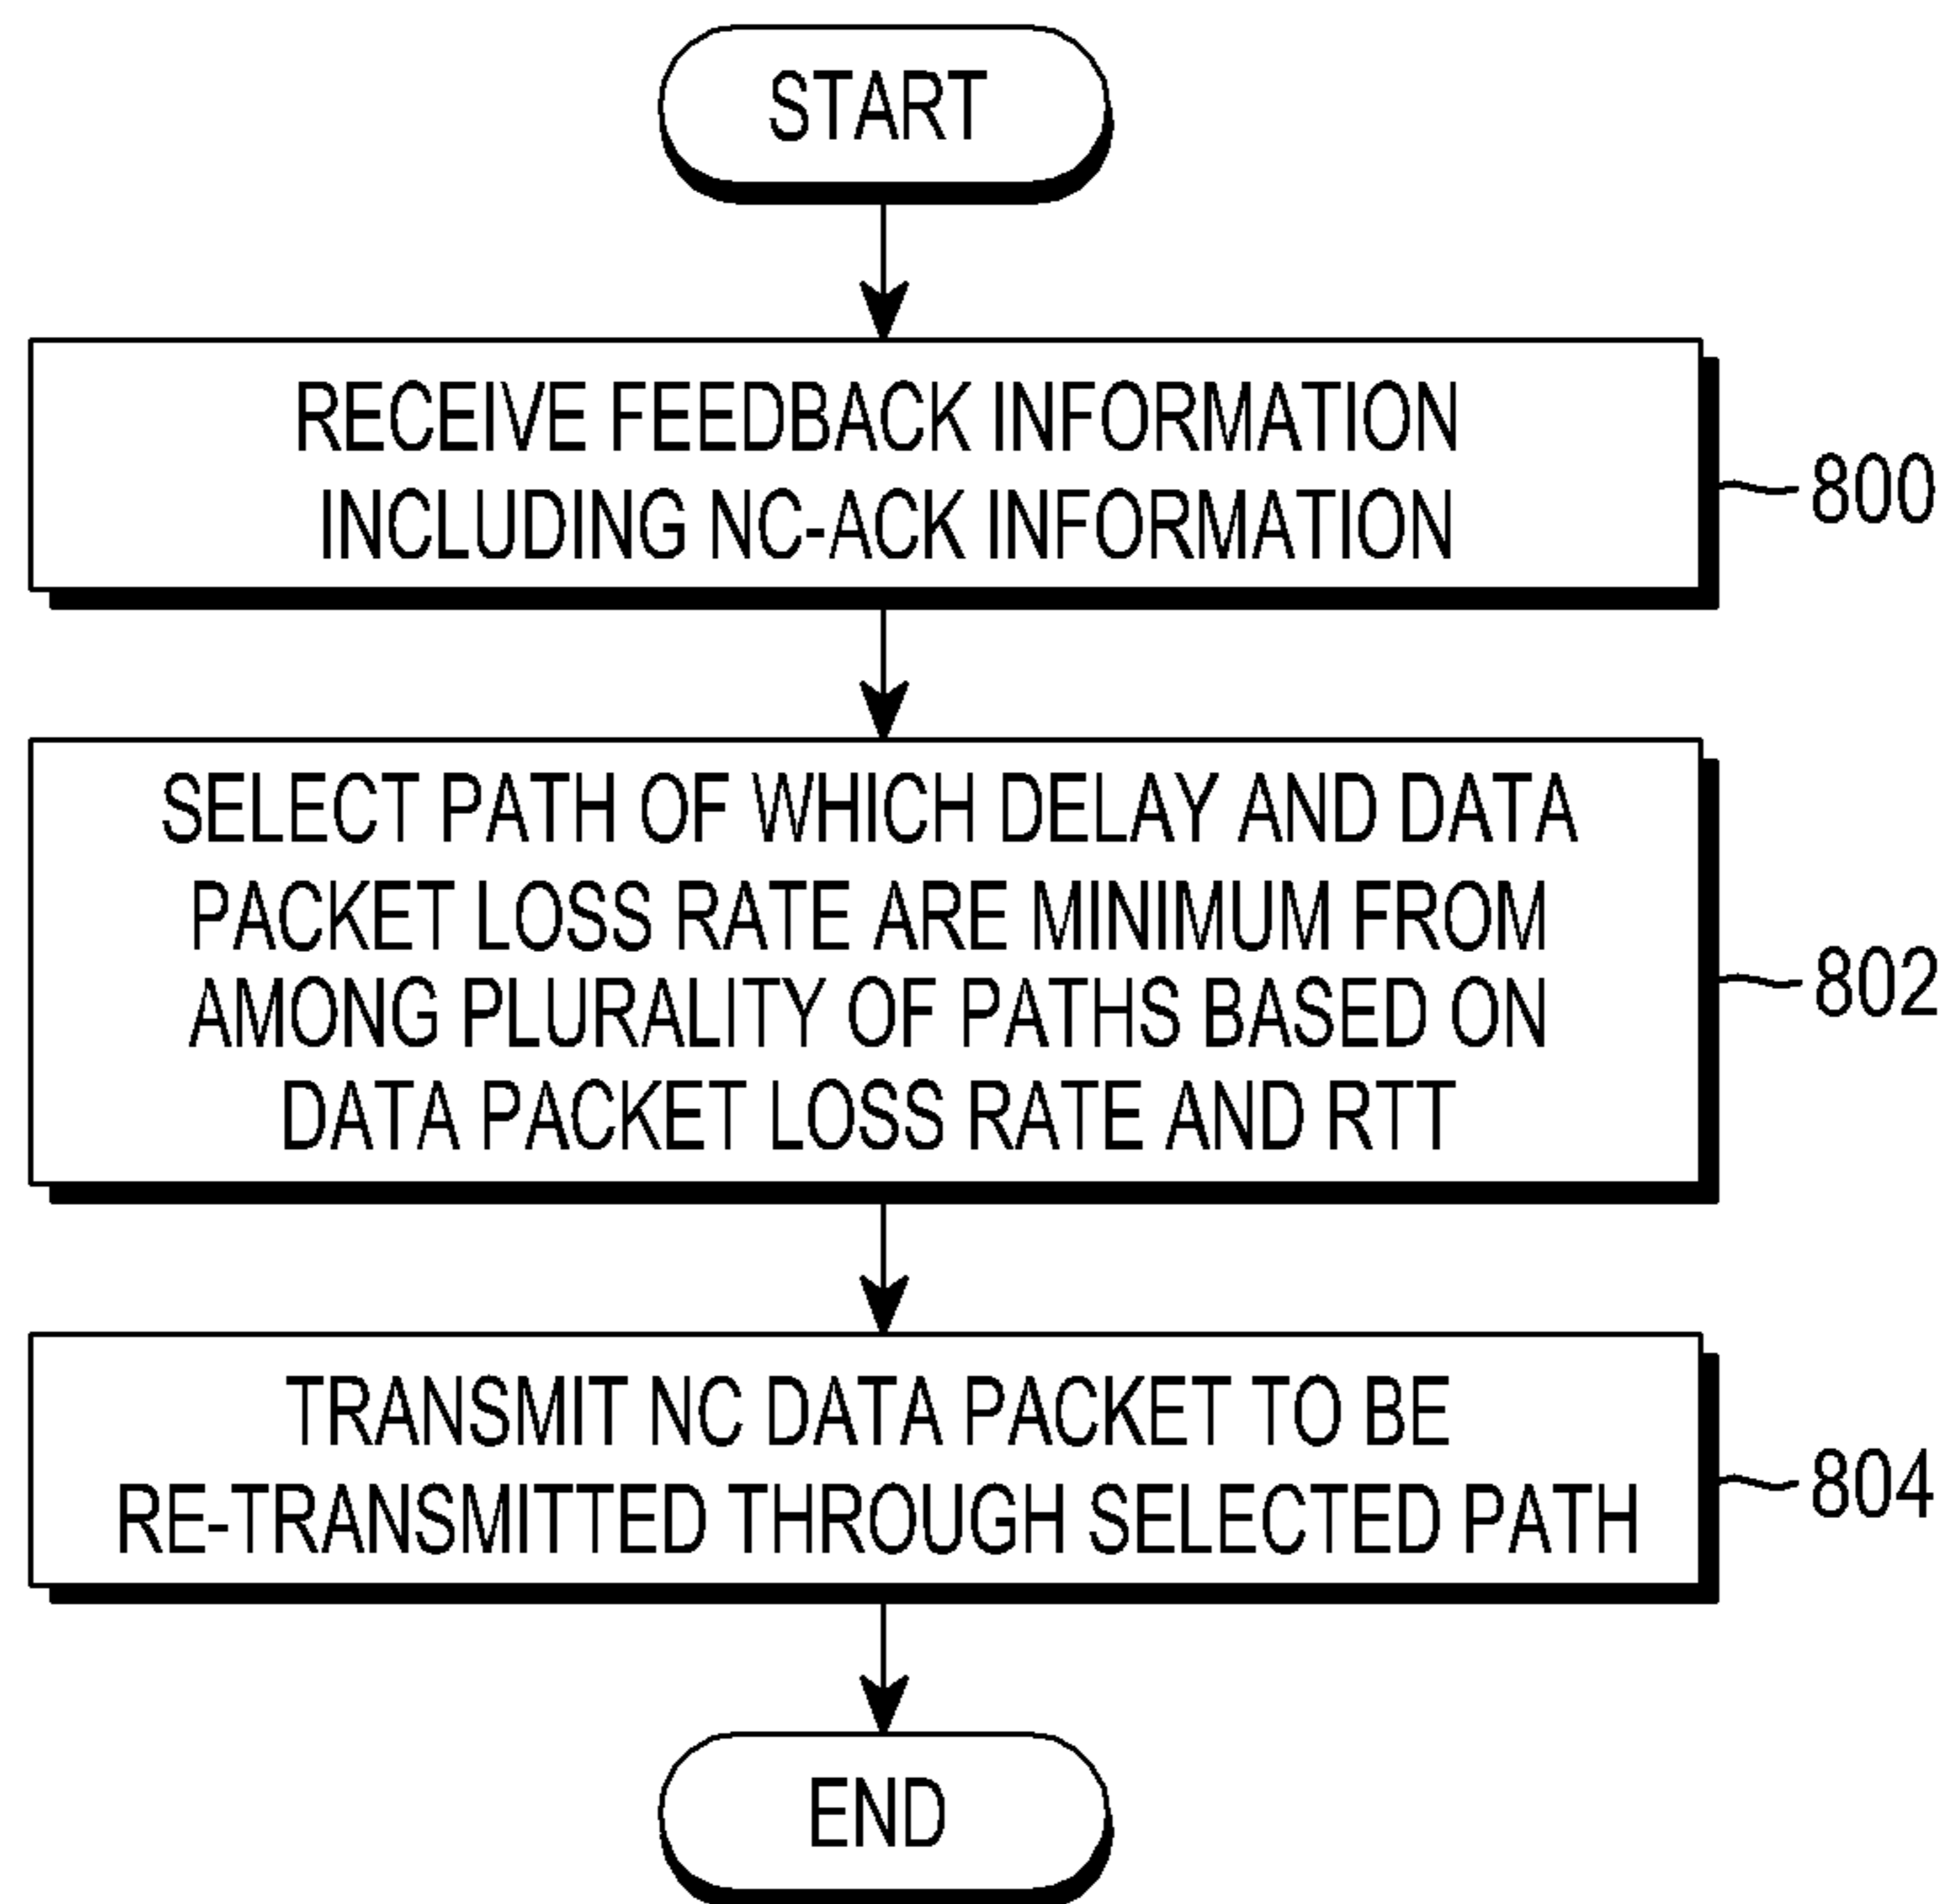 START
RECEIVE FEEDBACK INFORMATION
INCLUDING NC-ACK INFORMATION
800
SELECT PATH OF WHICH DELAY AND DATA
PACKET LOSS RATE ARE MINIMUM FROM
AMONG PLURALITY OF PATHS BASED ON
DATA PACKET LOSS RATE AND RTT
802
TRANSMIT NC DATA PACKET TO BE
RE-TRANSMITTED THROUGH SELECTED PATH
804
END